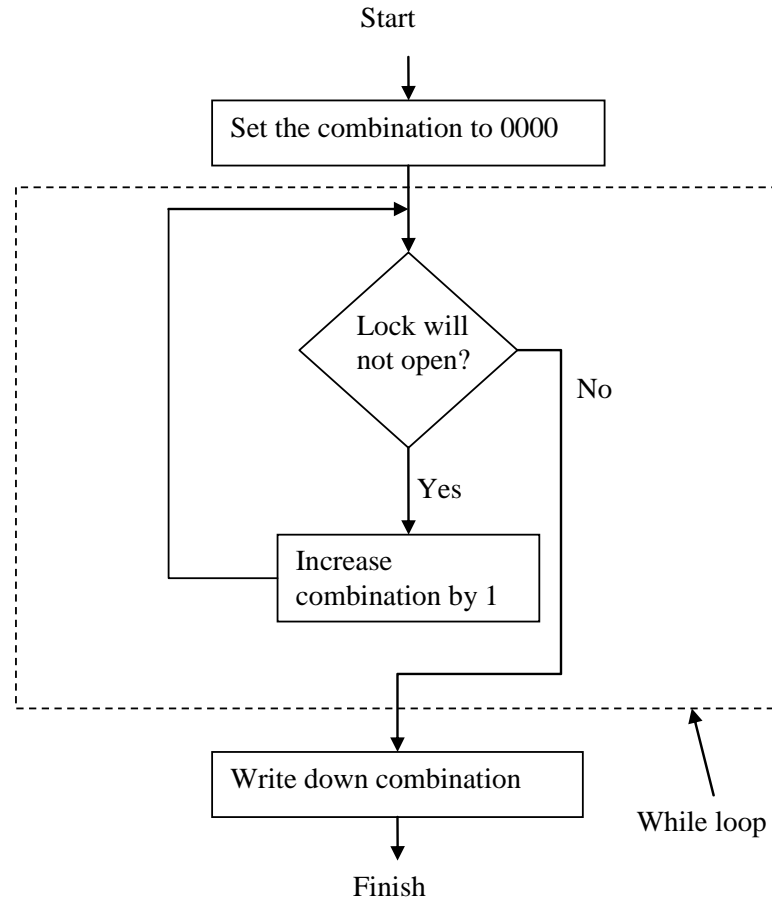 Start
Set the combination to 0000
Lock will
not open?
No
Yes
Increase
combination by 1
Write down combination
While loop
Finish